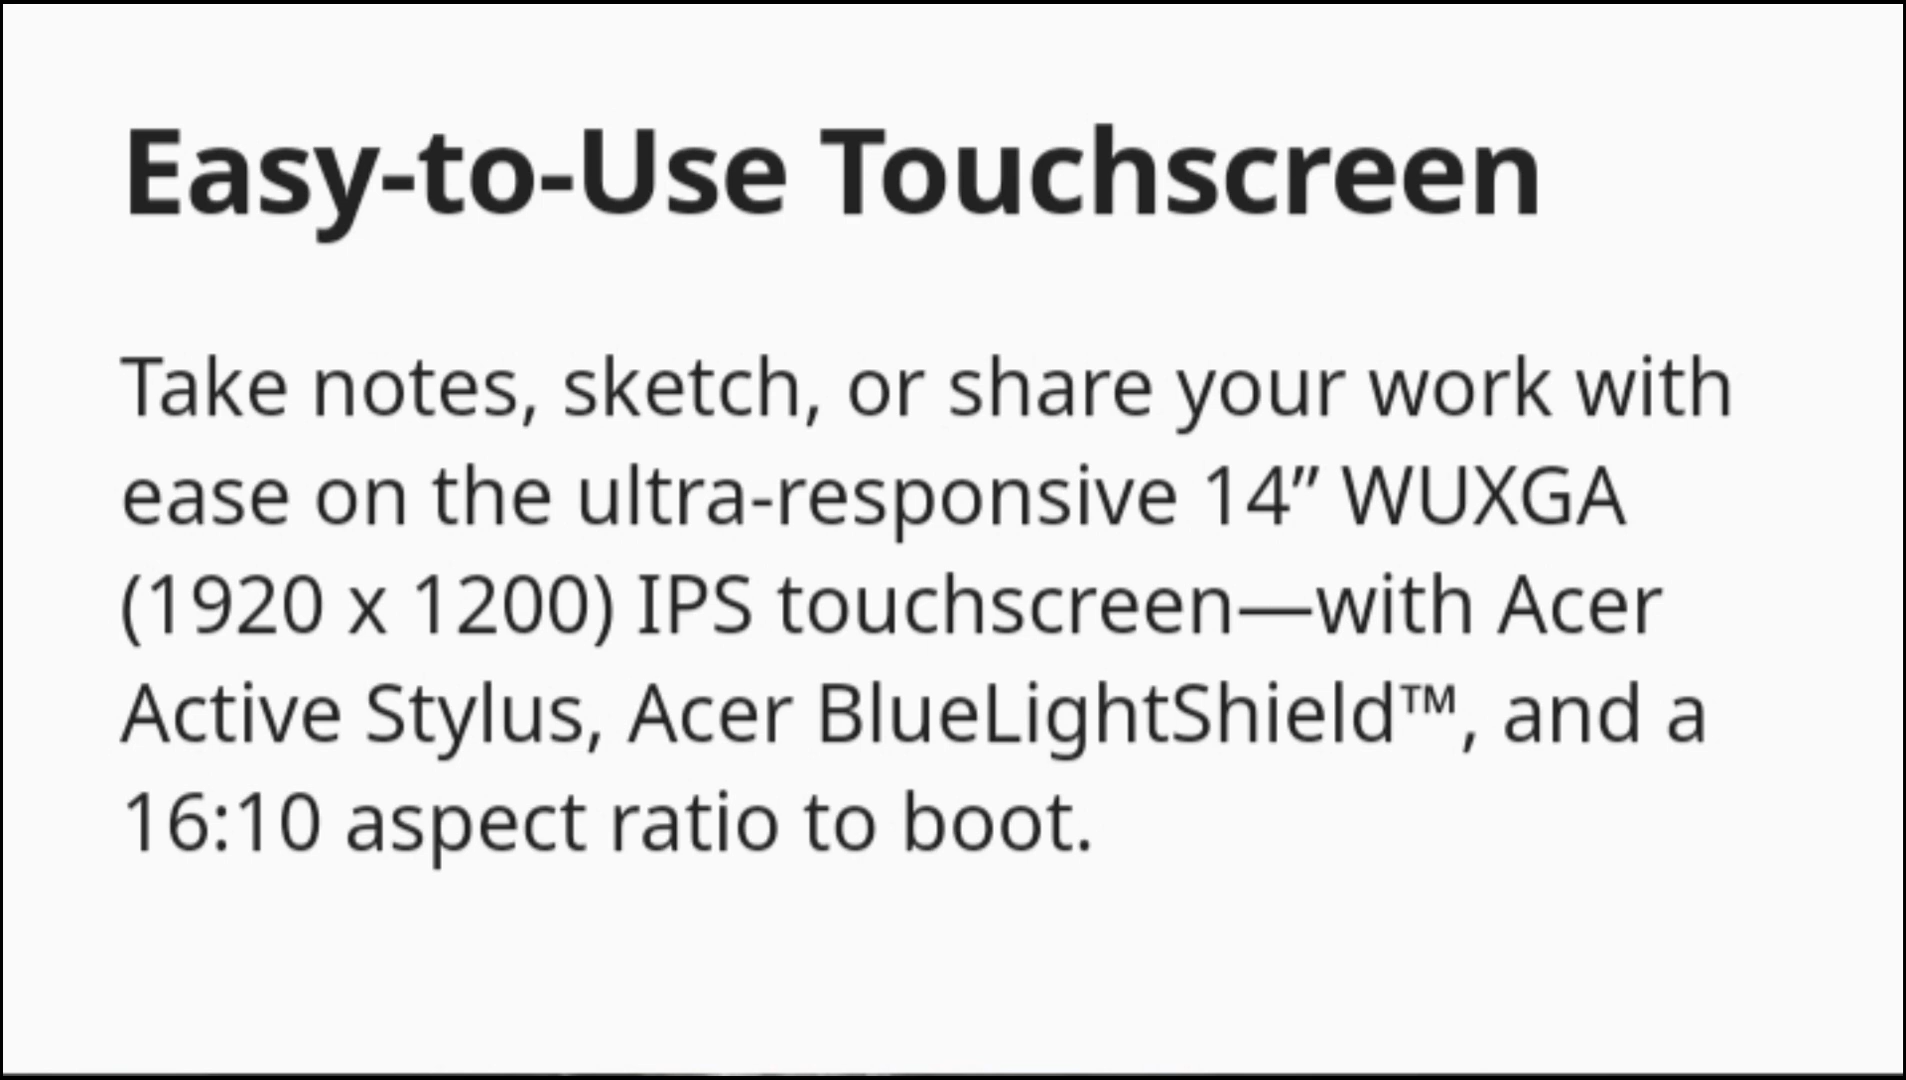 Easy-to-Use Touchscreen
Take notes, sketch, or share your work with
ease on the ultra-responsive 14” WUXGA
(1920 x 1200) IPS touchscreen—with Acer
Active Stylus, Acer BlueLightShield™, and a
16:10 aspect ratio to boot.